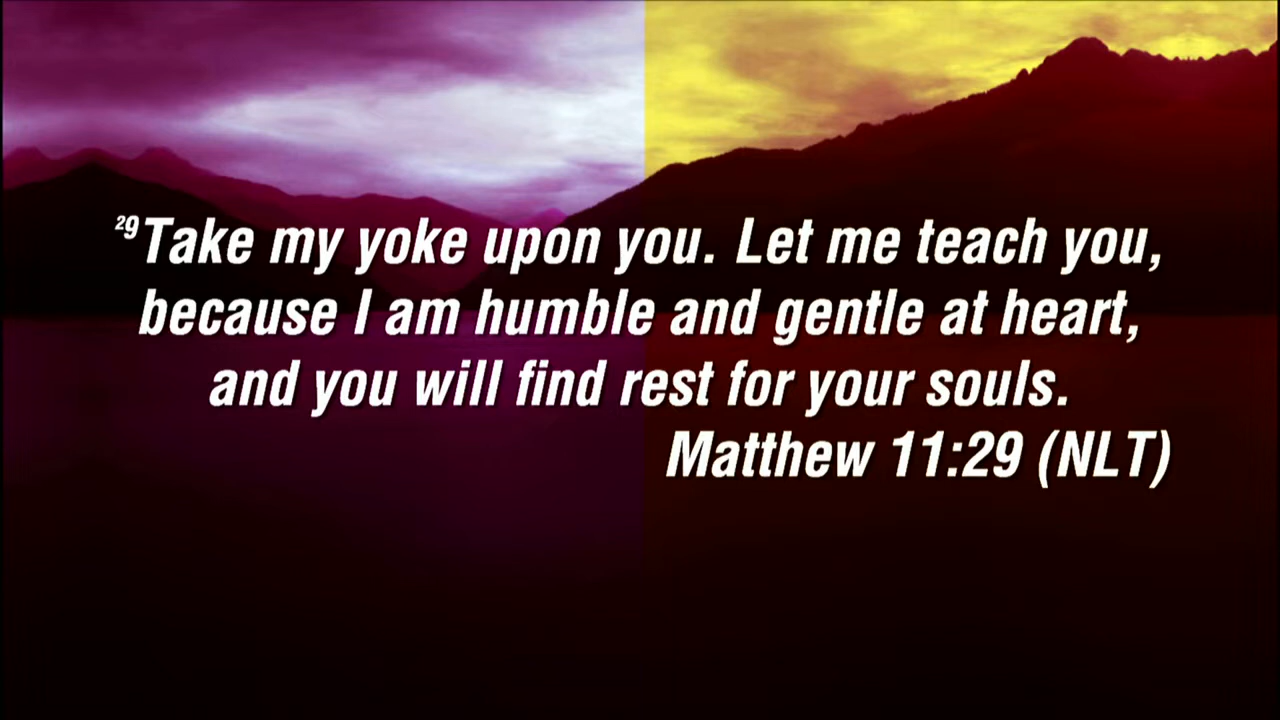 ²⁹Take my yoke upon you. Let me teach you,
because I am humble and gentle at heart,
and you will find rest for your souls.
Matthew 11:29 (NLT)